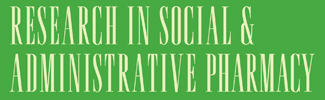 RESEARCH IN SOCIAL &
ADMINISTRATIVE PHARMACY